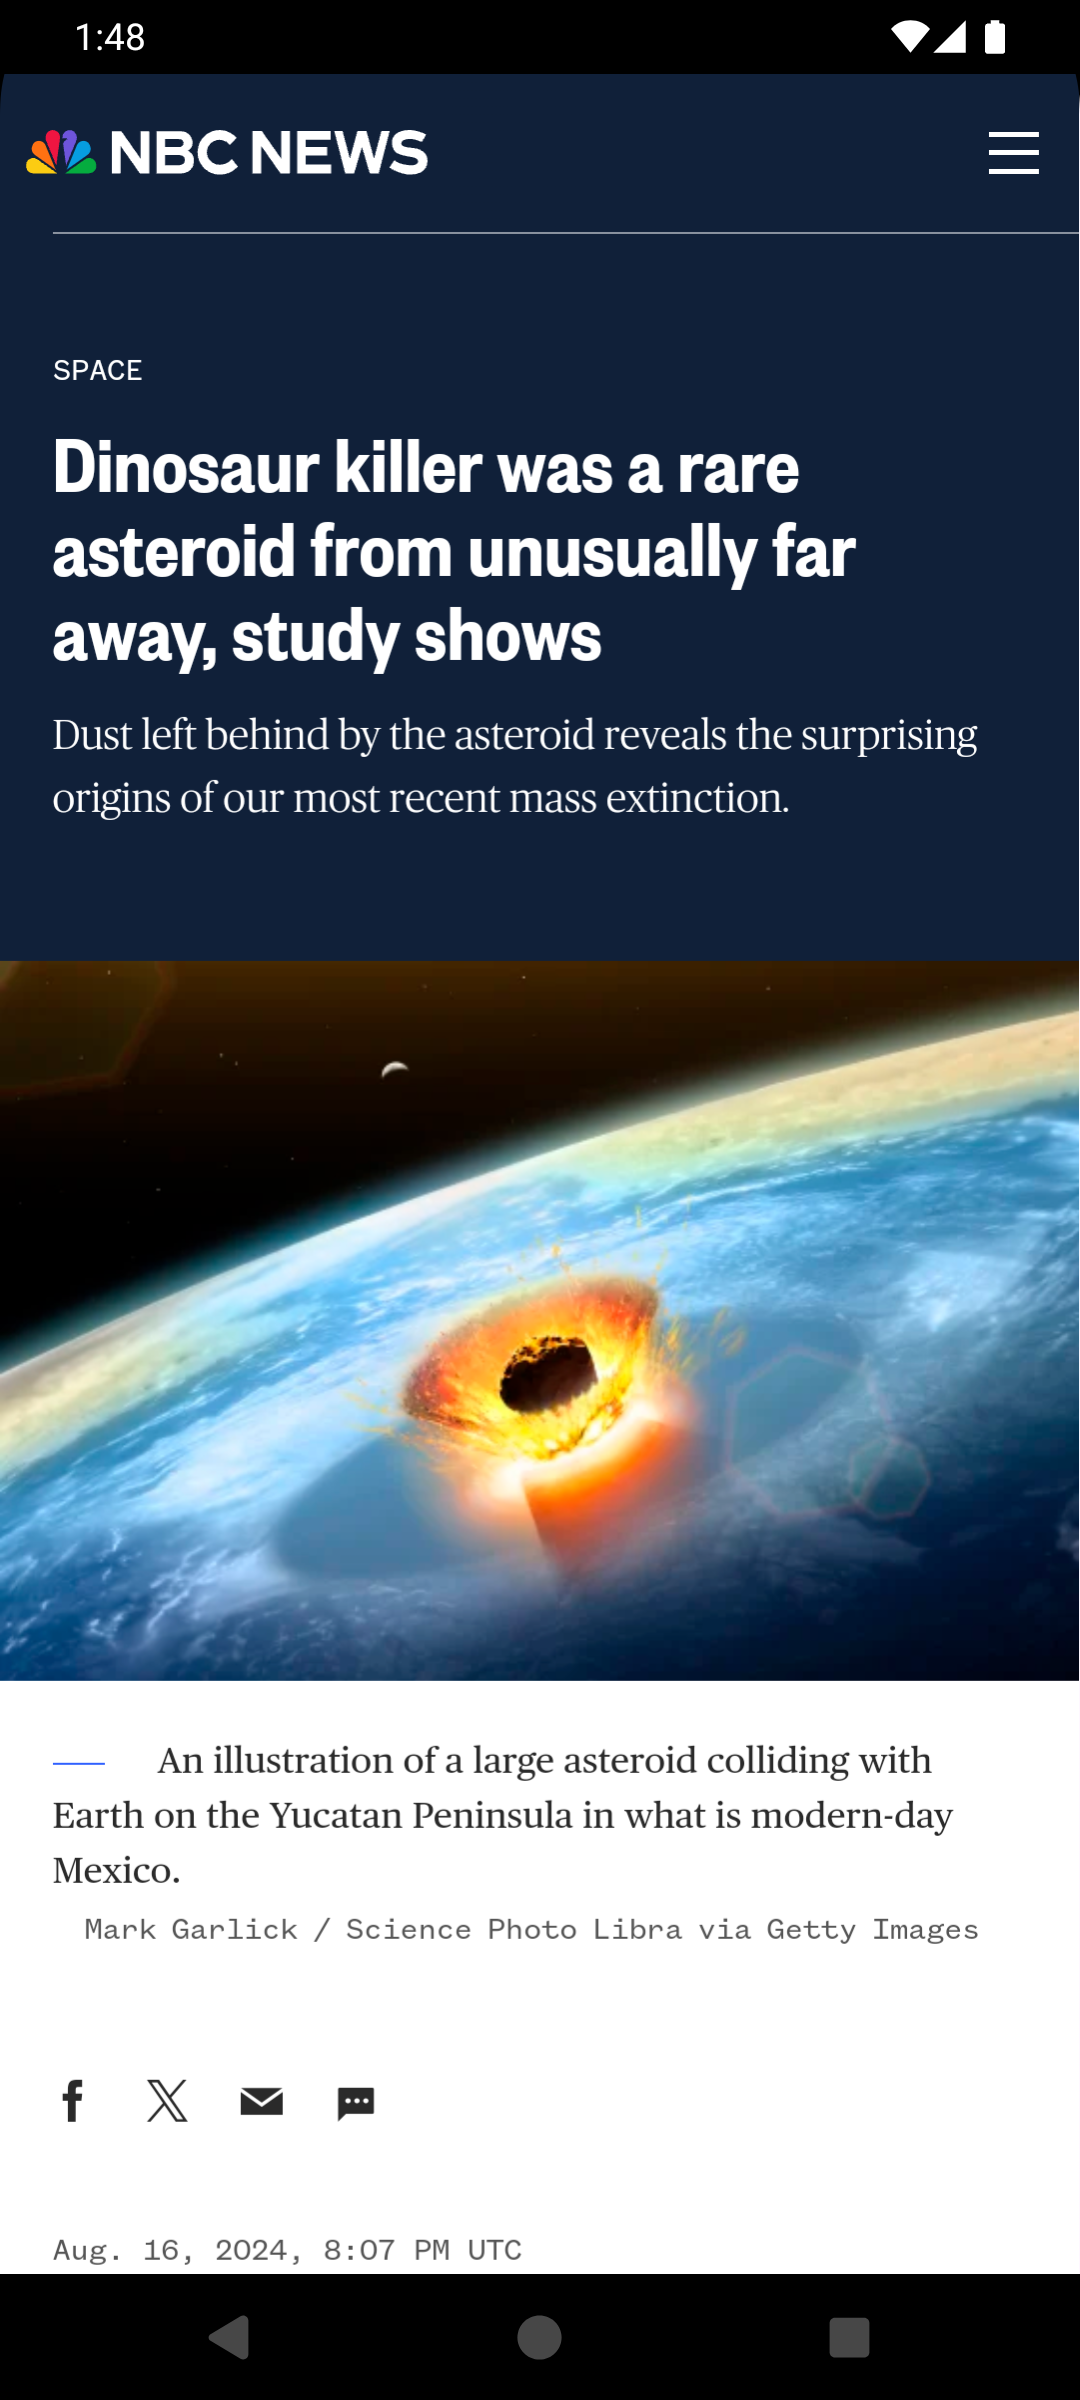 1:48
NBC NEWS
SPACE
Dinosaur killer was a rare
asteroid from unusually far
away, study shows
Dust left behind by the asteroid reveals the surprising
origins of our most recent mass extinction.
An illustration of a large asteroid colliding with
Earth on the Yucatan Peninsula in what is modern-day
Mexico.
Mark Garlick / Science Photo Libra via Getty Images
Aug. 16, 2024, 8:07 PM UTC